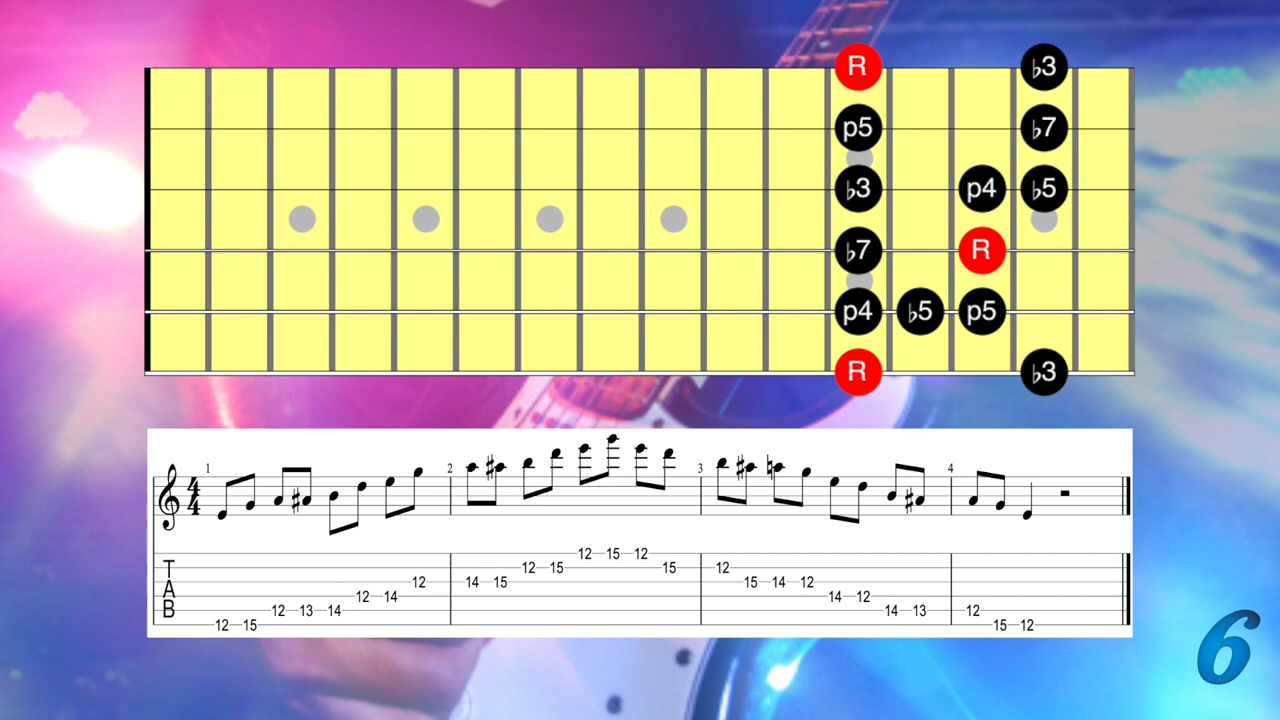 R ♭3
p5 ♭7
♭3 p4 ♭5
♭7 R
p4 ♭5 p5
R ♭3
1 2 3 4
4
4
12 15 12
T 12 15 15 12
A 12 14 15 15 14 12
12 14 14 12
B 12 13 14 14 13 12
12 15 15 12
6